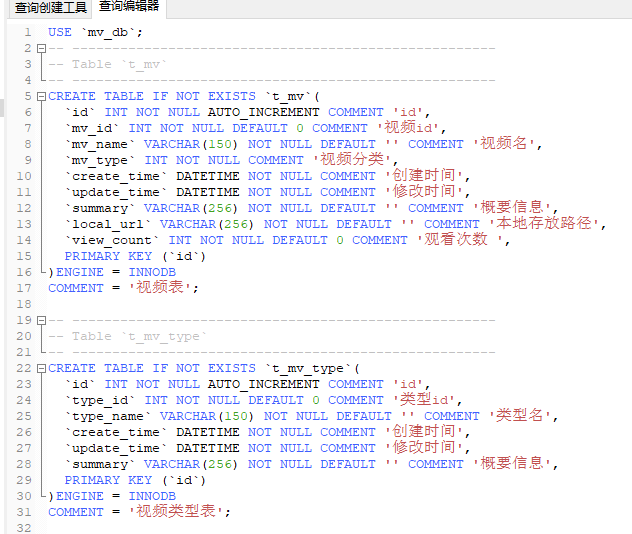 查询创建工具 查询编辑器
1 USE `mv_db`;
2 -- -----------------------------------------------------
3 -- Table `t_mv`
4 -- -----------------------------------------------------
5 CREATE TABLE IF NOT EXISTS `t_mv`(
6 `id` INT NOT NULL AUTO_INCREMENT COMMENT 'id',
7 `mv_id` INT NOT NULL DEFAULT 0 COMMENT '视频id',
8 `mv_name` VARCHAR(150) NOT NULL DEFAULT '' COMMENT '视频名',
9 `mv_type` INT NOT NULL COMMENT '视频分类',
10 `create_time` DATETIME NOT NULL COMMENT '创建时间',
11 `update_time` DATETIME NOT NULL COMMENT '修改时间',
12 `summary` VARCHAR(256) NOT NULL DEFAULT '' COMMENT '概要信息',
13 `local_url` VARCHAR(256) NOT NULL DEFAULT '' COMMENT '本地存放路径',
14 `view_count` INT NOT NULL DEFAULT 0 COMMENT '观看次数 ',
15 PRIMARY KEY (`id`)
16 )ENGINE = INNODB
17 COMMENT = '视频表';
18
19 -- -----------------------------------------------------
20 -- Table `t_mv_type`
21 -- -----------------------------------------------------
22 CREATE TABLE IF NOT EXISTS `t_mv_type`(
23 `id` INT NOT NULL AUTO_INCREMENT COMMENT 'id',
24 `type_id` INT NOT NULL DEFAULT 0 COMMENT '类型id',
25 `type_name` VARCHAR(150) NOT NULL DEFAULT '' COMMENT '类型名',
26 `create_time` DATETIME NOT NULL COMMENT '创建时间',
27 `update_time` DATETIME NOT NULL COMMENT '修改时间',
28 `summary` VARCHAR(256) NOT NULL DEFAULT '' COMMENT '概要信息',
29 PRIMARY KEY (`id`)
30 )ENGINE = INNODB
31 COMMENT = '视频类型表';
32